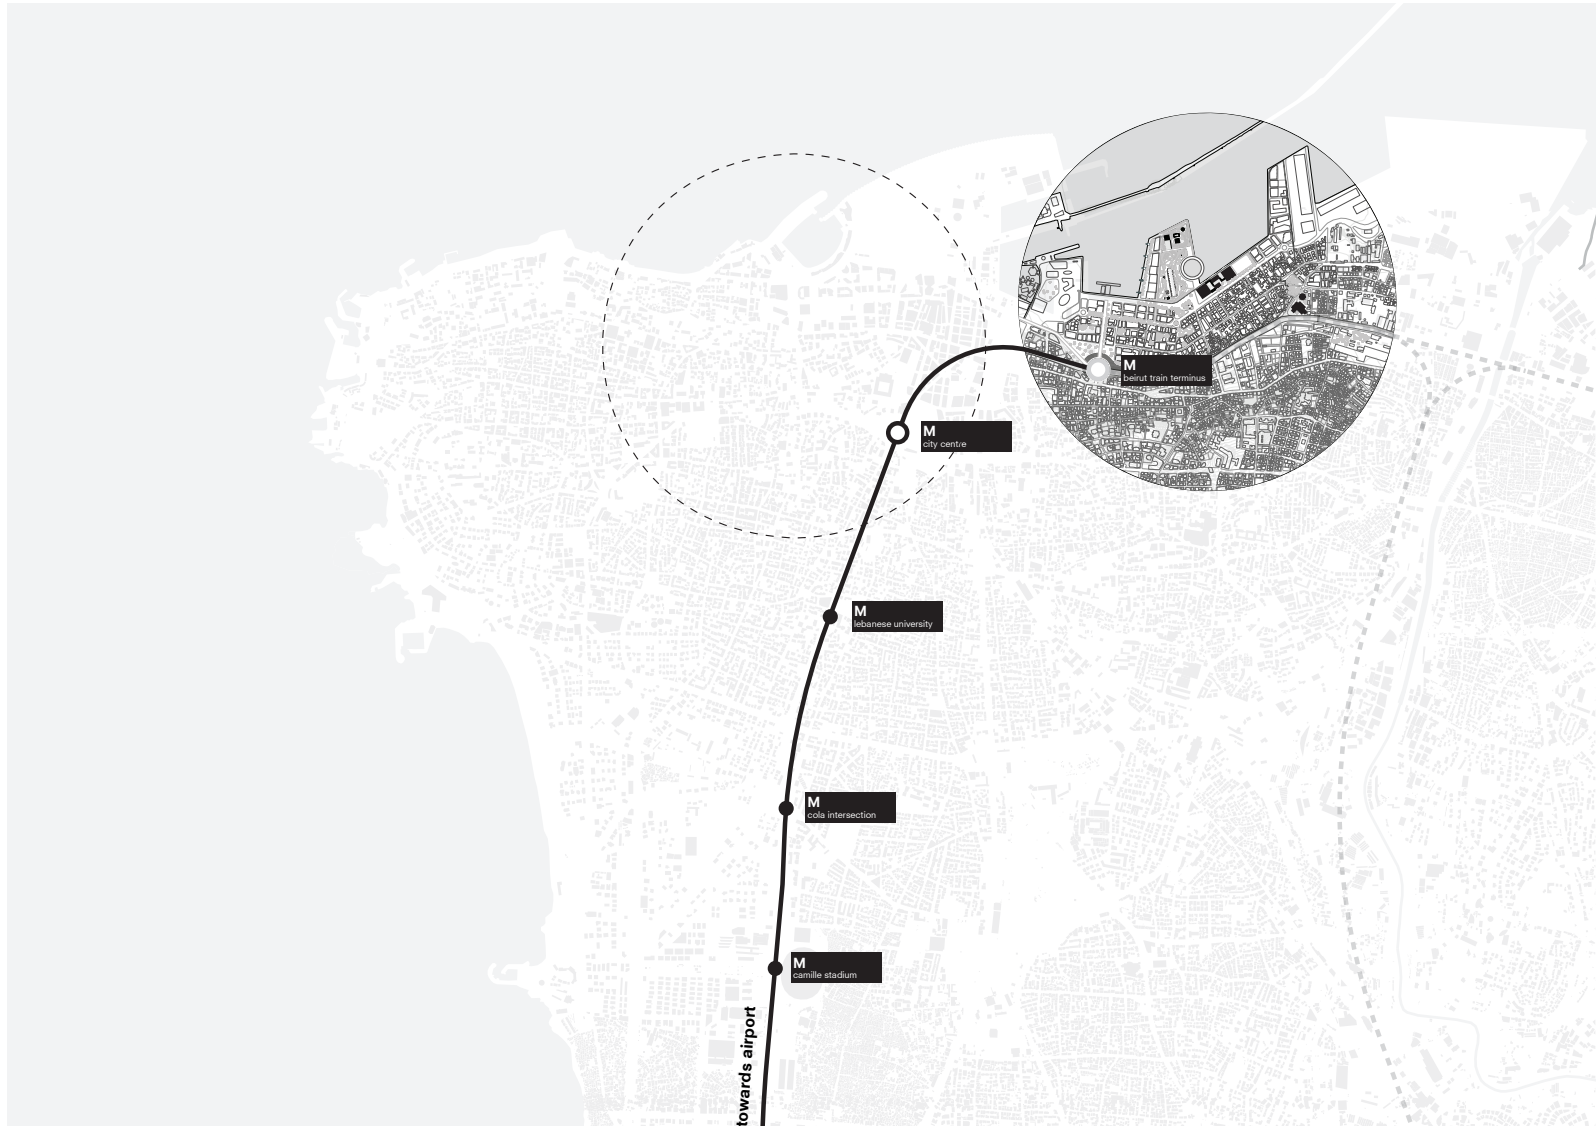 M
beirut train terminus
M
city centre
M
lebanese university
M
cola intersection
M
camille stadium
towards airport